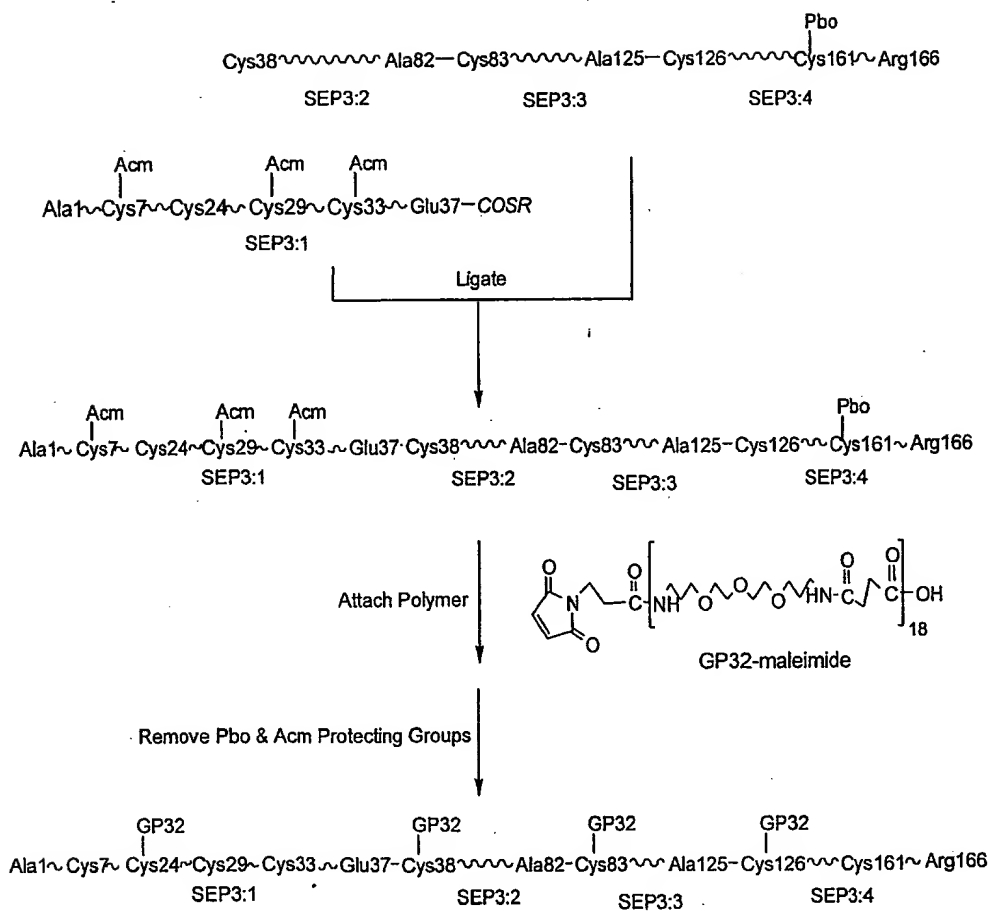 Pbo
Cys38 Ala82—Cys83 Ala125—Cys126 Cys161~Arg166
SEP3:2 SEP3:3 SEP3:4
Acm Acm Acm
Ala1~Cys7~Cys24~Cys29~Cys33~Glu37—COSR
SEP3:1
Ligate
Acm Acm Acm Pbo
Ala1~Cys7~Cys24~Cys29~Cys33~Glu37·Cys38 Ala82—Cys83 Ala125—Cys126 Cys161~Arg166
SEP3:1 SEP3:2 SEP3:3 SEP3:4
Attach Polymer
O N O O C NH O O O HN—C O C O OH 18
GP32-maleimide
Remove Pbo & Acm Protecting Groups
GP32 GP32 GP32 GP32
Ala1~Cys7~Cys24~Cys29~Cys33~Glu37—Cys38 Ala82—Cys83 Ala125—Cys126 Cys161~Arg166
SEP3:1 SEP3:2 SEP3:3 SEP3:4